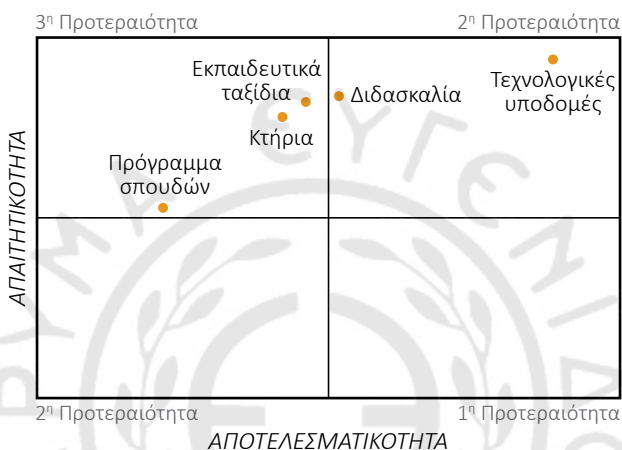 3η Προτεραιότητα
2η Προτεραιότητα
Εκπαιδευτικά
ταξίδια
Διδασκαλία
Τεχνολογικές
υποδομές
Κτήρια
Πρόγραμμα
σπουδών
ΑΠΑΙΤΗΤΙΚΟΤΗΤΑ
2η Προτεραιότητα
1η Προτεραιότητα
ΑΠΟΤΕΛΕΣΜΑΤΙΚΟΤΗΤΑ